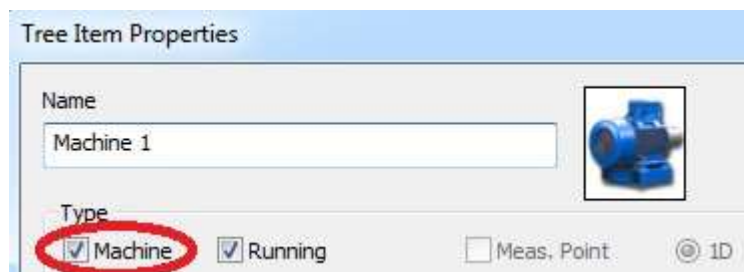 Tree Item Properties
Name
Machine 1
Type
Machine Running Meas. Point 1D